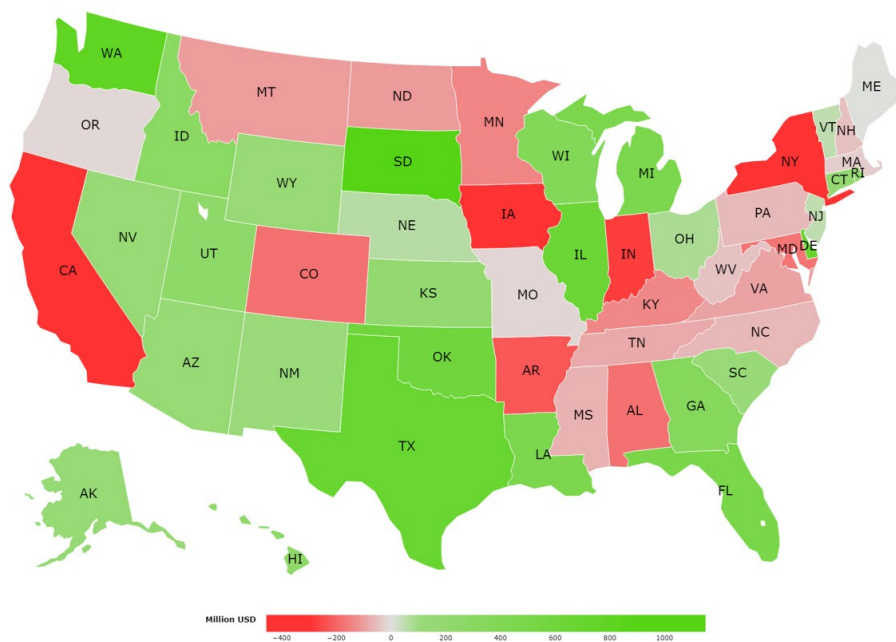 WA
ME
MT
ND
VT
NH
MN
OR
ID
WI
NY
MA
SD
MI
CT
RI
WY
IA
PA
NJ
NE
OH
NV
IL
IN
MD
DE
UT
CA
CO
WV
VA
KS
MO
KY
NC
TN
AZ
NM
OK
AR
SC
MS
AL
GA
TX
LA
AK
FL
HI
Million USD
−400 −200 0 200 400 600 800 1000